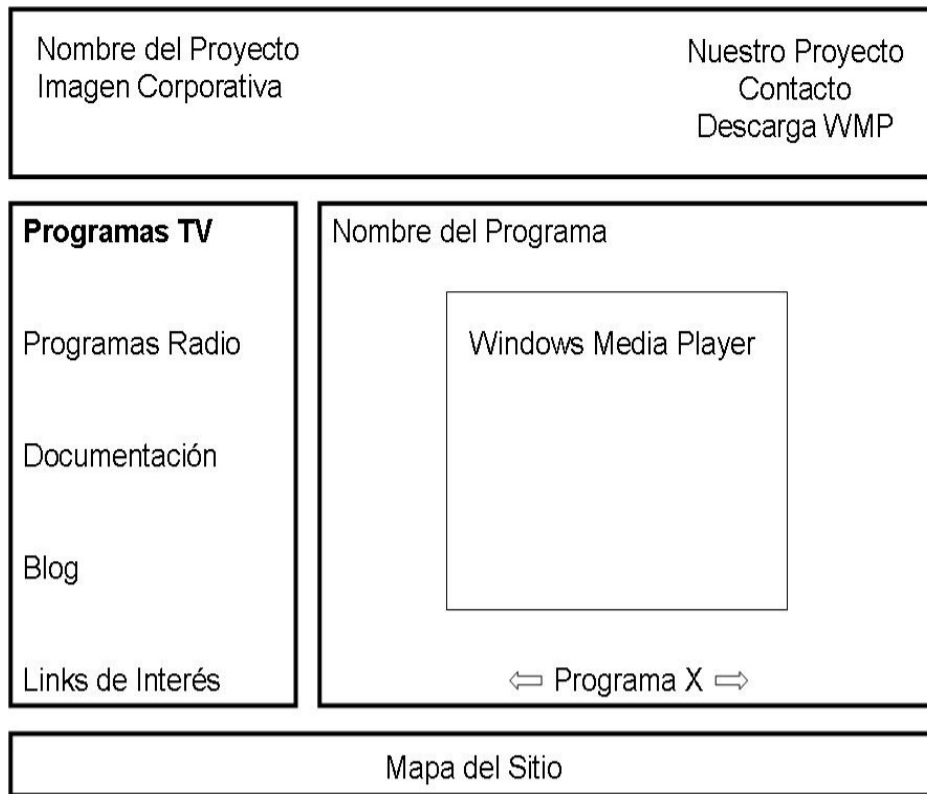 Nombre del Proyecto
Imagen Corporativa
Nuestro Proyecto
Contacto
Descarga WMP
Programas TV
Programas Radio
Documentación
Blog
Links de Interés
Nombre del Programa
Windows Media Player
⇦ Programa X ⇨
Mapa del Sitio